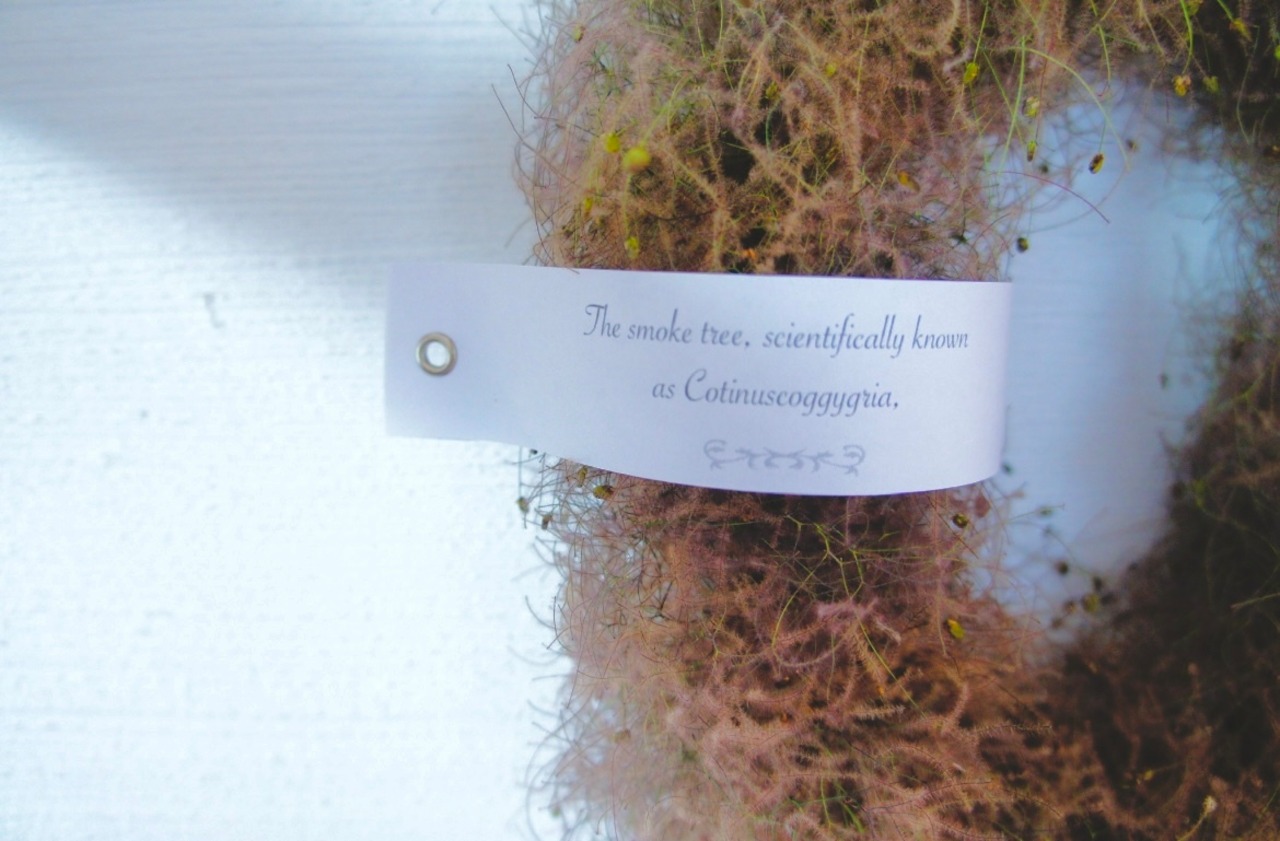 The smoke tree, scientifically known
as Cotinuscoggygria,